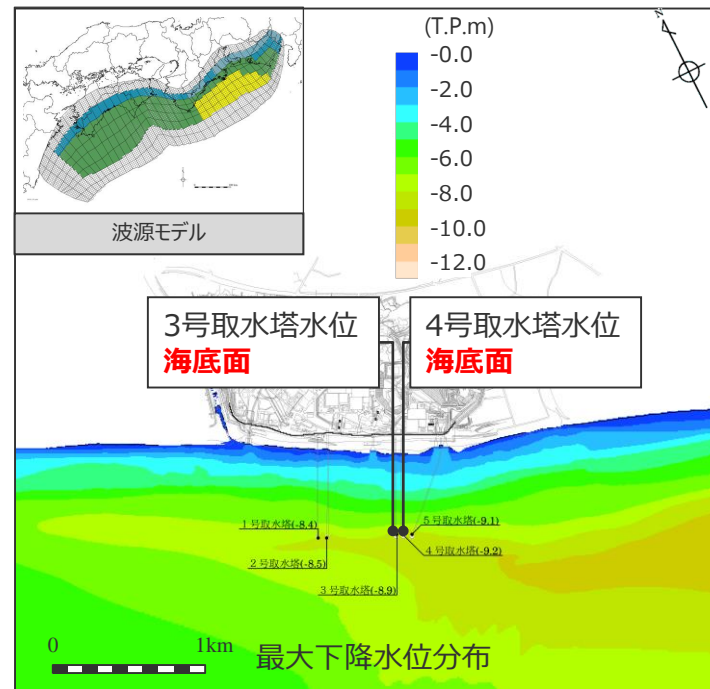 (T.P.m)
-0.0
-2.0
-4.0
-6.0
-8.0
-10.0
-12.0
N
波源モデル
3号取水塔水位
海底面
4号取水塔水位
海底面
1号取水塔(-8.4)
2号取水塔(-8.5)
3号取水塔(-8.9)
4号取水塔(-9.2)
5号取水塔(-9.1)
0 1km
最大下降水位分布